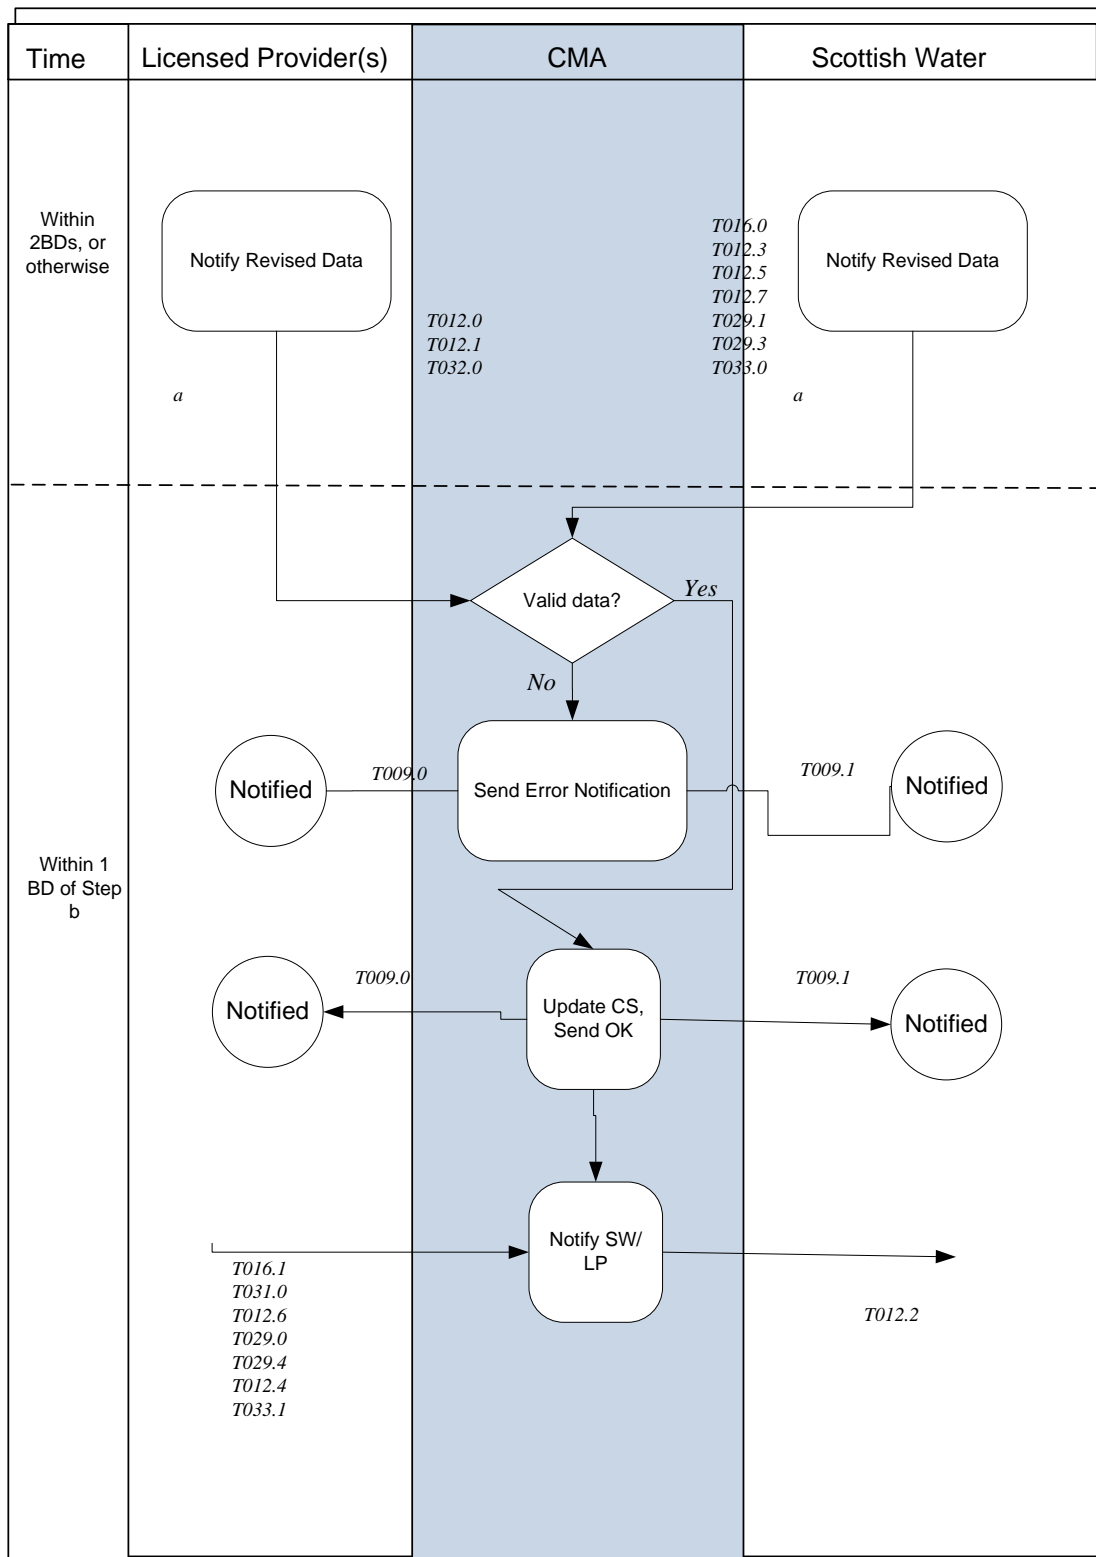 Time
Licensed Provider(s)
CMA
Scottish Water
Within
2BDs, or
otherwise
Notify Revised Data
T012.0
T012.1
T032.0
T016.0
T012.3
T012.5
T012.7
T029.1
T029.3
T033.0
Notify Revised Data
a
a
Valid data?
Yes
No
Within 1
BD of Step
b
Notified
T009.0
Send Error Notification
T009.1
Notified
Notified
T009.0
Update CS,
Send OK
T009.1
Notified
Notify SW/
LP
T016.1
T031.0
T012.6
T029.0
T029.4
T012.4
T033.1
T012.2